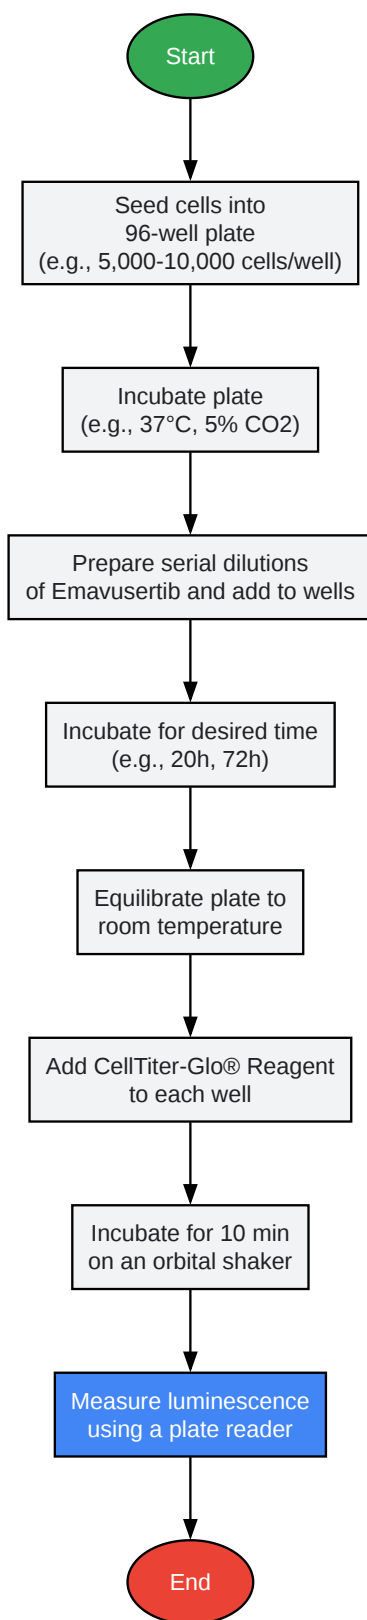 Start
Seed cells into
96-well plate
(e.g., 5,000-10,000 cells/well)
Incubate plate
(e.g., 37°C, 5% CO2)
Prepare serial dilutions
of Emavusertib and add to wells
Incubate for desired time
(e.g., 20h, 72h)
Equilibrate plate to
room temperature
Add CellTiter-Glo® Reagent
to each well
Incubate for 10 min
on an orbital shaker
Measure luminescence
using a plate reader
End